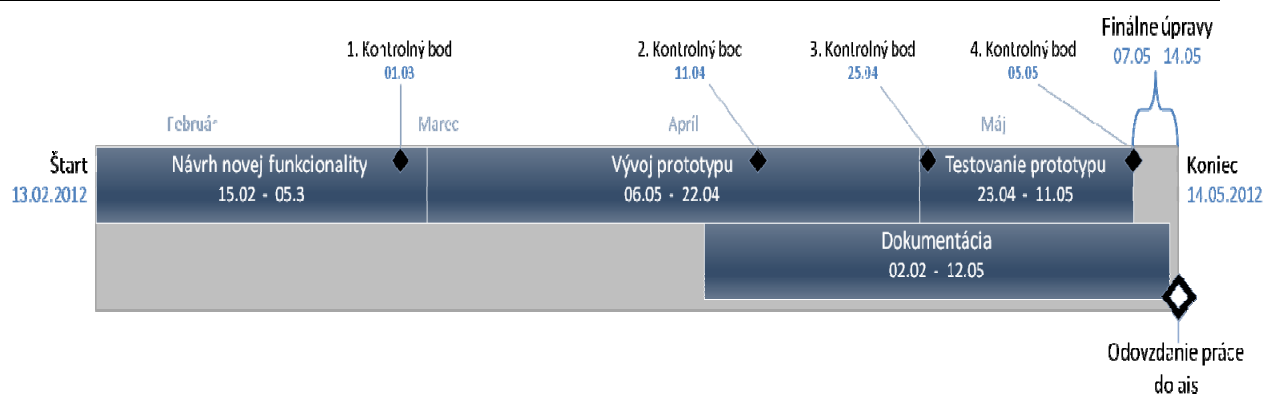 Finálne úpravy
07.05 14.05
1. Kontrolný bod
01.03
2. Kontrolný boc
11.04
3. Kontrolný bod
25.04
4. Kontrolný bod
05.05
Február
Marec
Apríl
Máj
Štart
13.02.2012
Návrh novej funkcionality
15.02 - 05.3
Vývoj prototypu
06.05 - 22.04
Testovanie prototypu
23.04 - 11.05
Koniec
14.05.2012
Dokumentácia
02.02 - 12.05
Odovzdanie práce
do ais